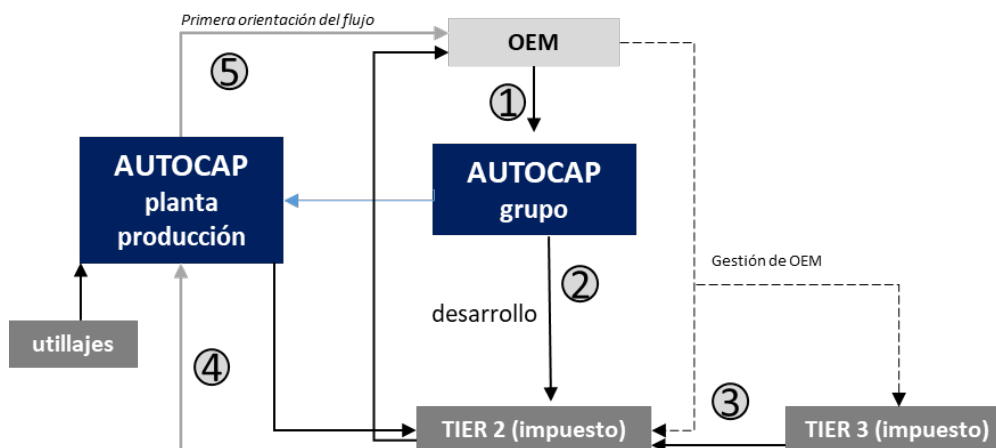 Primera orientación del flujo
OEM
5
1
AUTOCAP
planta
producción
AUTOCAP
grupo
Gestión de OEM
2
desarrollo
utillajes
4
3
TIER 2 (impuesto)
TIER 3 (impuesto)